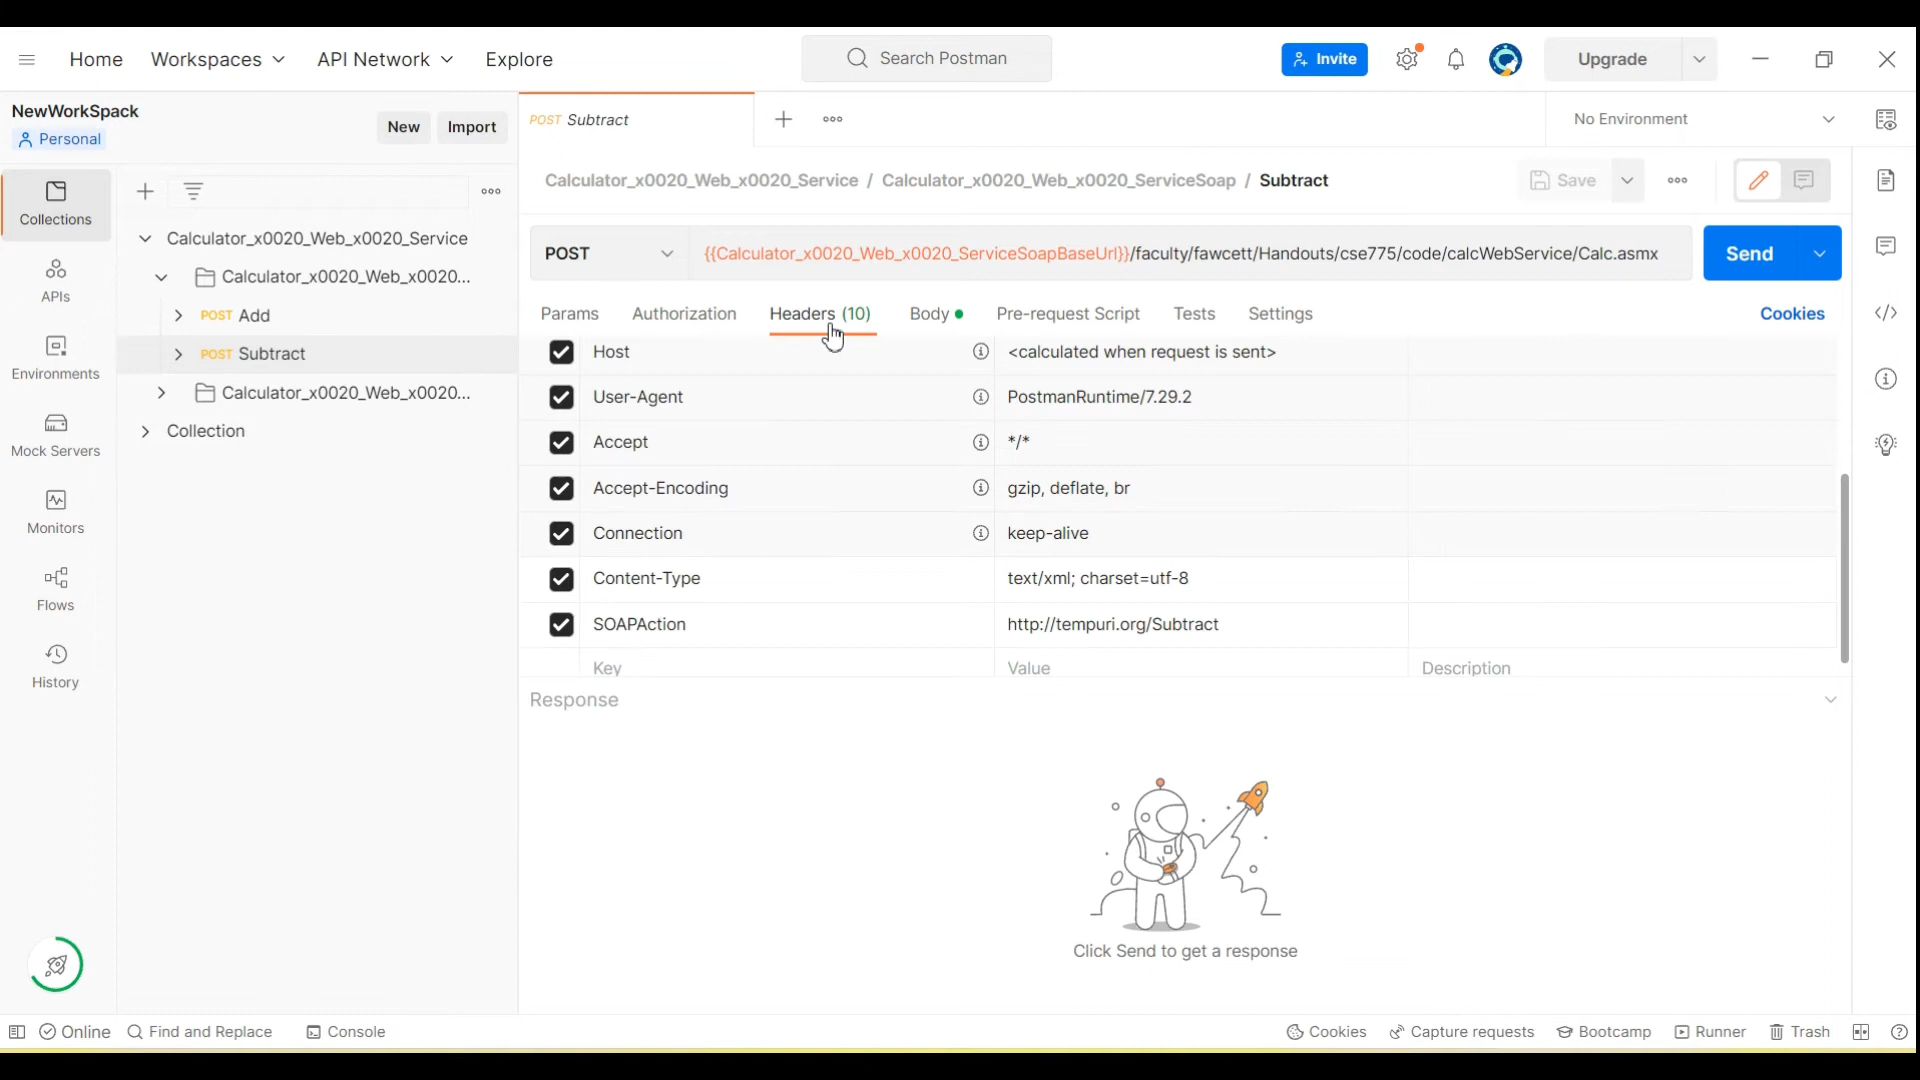 Home Workspaces API Network Explore Search Postman Invite Upgrade
NewWorkSpack
Personal
New Import
POST Subtract
No Environment
Calculator_x0020_Web_x0020_Service / Calculator_x0020_Web_x0020_ServiceSoap / Subtract
Save
Collections
APIs
Environments
Mock Servers
Monitors
Flows
History
Calculator_x0020_Web_x0020_Service
Calculator_x0020_Web_x0020...
POST Add
POST Subtract
Calculator_x0020_Web_x0020...
Collection
POST {{Calculator_x0020_Web_x0020_ServiceSoapBaseUrl}}/faculty/fawcett/Handouts/cse775/code/calcWebService/Calc.asmx Send
Params Authorization Headers (10) Body Pre-request Script Tests Settings Cookies
Host <calculated when request is sent>
User-Agent PostmanRuntime/7.29.2
Accept */*
Accept-Encoding gzip, deflate, br
Connection keep-alive
Content-Type text/xml; charset=utf-8
SOAPAction http://tempuri.org/Subtract
Key Value Description
Response
Click Send to get a response
Online Find and Replace Console Cookies Capture requests Bootcamp Runner Trash